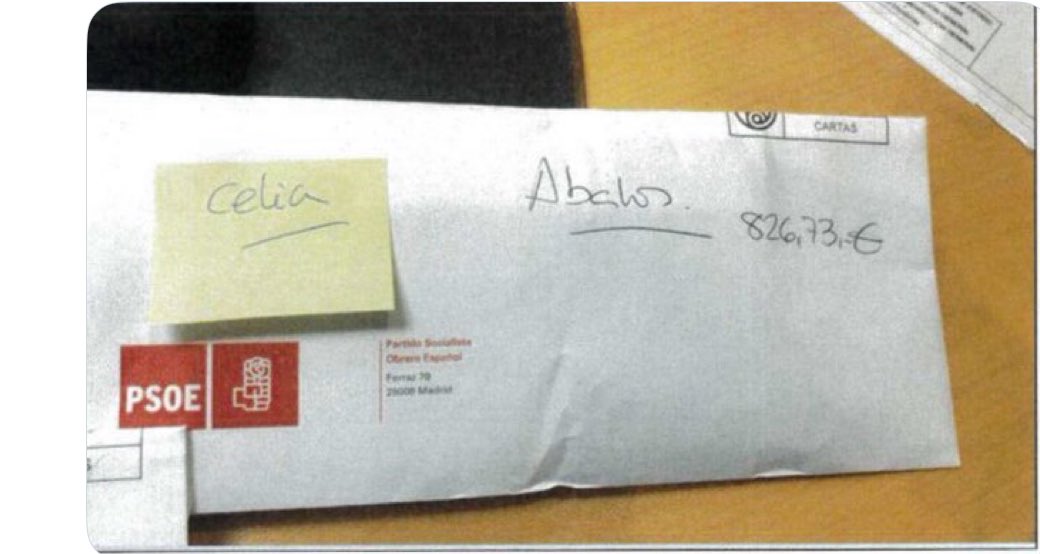 CARTAS
Celia
Abalos.
826,73,-€
PSOE
Partido Socialista
Obrero Español
Ferraz 70
28008 Madrid